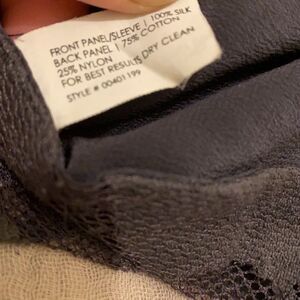 FRONT PANEL/SLEEVE | 100% SILK
BACK PANEL | 75% COTTON
25% NYLON
FOR BEST RESULTS DRY CLEAN
STYLE # 00401199